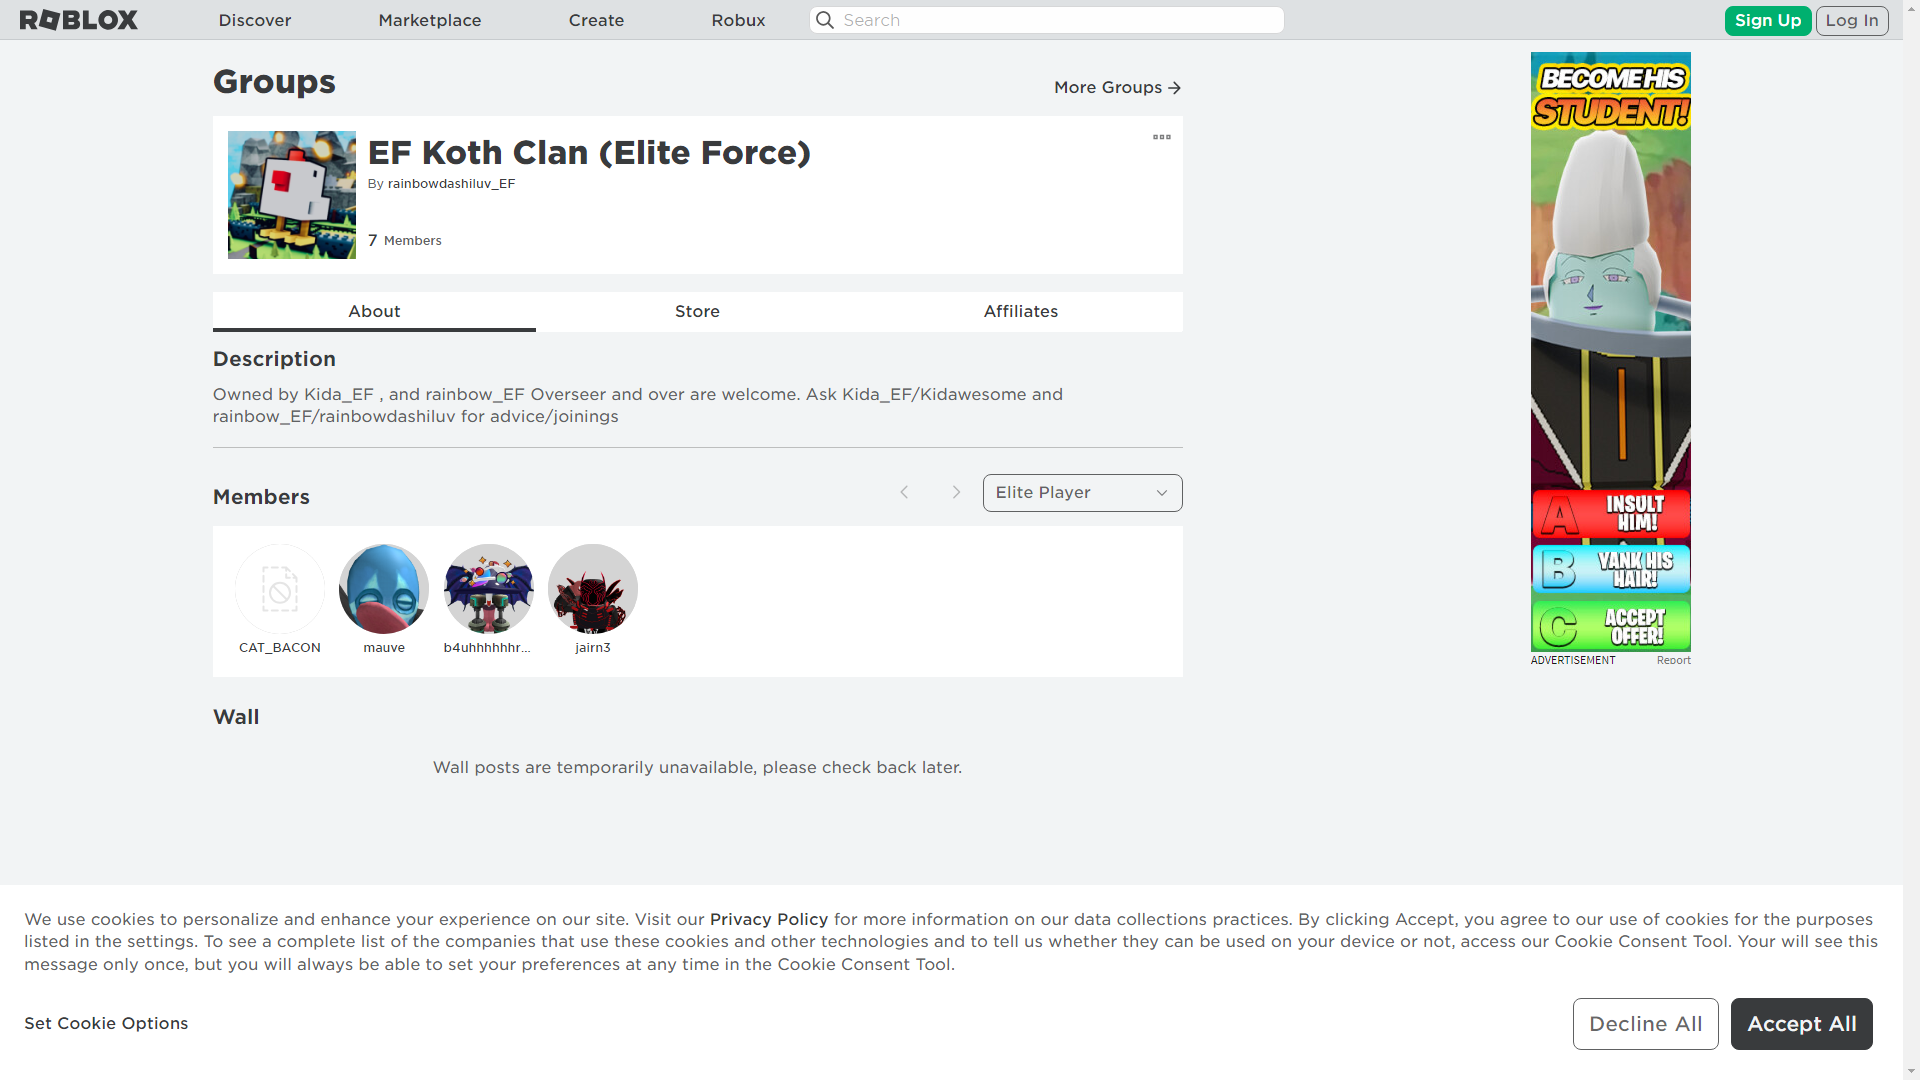 ROBLOX
Discover
Marketplace
Create
Robux
Search
Sign Up
Log In
Groups
More Groups
EF Koth Clan (Elite Force)
By rainbowdashiluv_EF
7 Members
About
Store
Affiliates
Description
Owned by Kida_EF , and rainbow_EF Overseer and over are welcome. Ask Kida_EF/Kidawesome and
rainbow_EF/rainbowdashiluv for advice/joinings
Members
Elite Player
CAT_BACON
mauve
b4uhhhhhhr...
jairn3
Wall
Wall posts are temporarily unavailable, please check back later.
BECOME HIS
STUDENT!
A
INSULT
HIM!
B
YANK HIS
HAIR!
C
ACCEPT
OFFER!
ADVERTISEMENT
Report
We use cookies to personalize and enhance your experience on our site. Visit our Privacy Policy for more information on our data collections practices. By clicking Accept, you agree to our use of cookies for the purposes
listed in the settings. To see a complete list of the companies that use these cookies and other technologies and to tell us whether they can be used on your device or not, access our Cookie Consent Tool. Your will see this
message only once, but you will always be able to set your preferences at any time in the Cookie Consent Tool.
Set Cookie Options
Decline All
Accept All